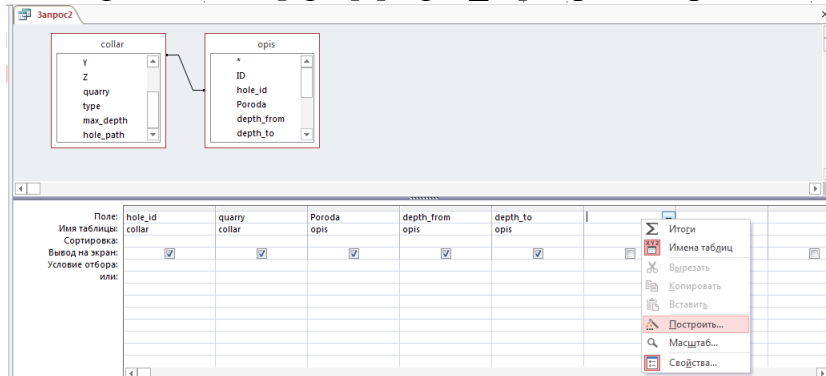 Запрос2
collar
Y
Z
quarry
type
max_depth
hole_path
opis
*
ID
hole_id
Poroda
depth_from
depth_to
Поле: hole_id quarry Poroda depth_from depth_to
Имя таблицы: collar collar opis opis opis
Сортировка:
Вывод на экран:
Условие отбора:
или:
Итоги
Имена таблиц
Вырезать
Копировать
Вставить
Построить...
Масштаб...
Свойства...